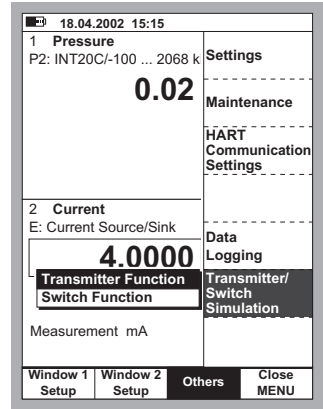 18.04.2002 15:15
1 Pressure
P2: INT20C/-100 ... 2068 k
0.02
Settings
Maintenance
HART
Communication
Settings
2 Current
E: Current Source/Sink
4.0000
Data
Logging
Transmitter Function
Switch Function
Transmitter/
Switch
Simulation
Measurement mA
Window 1
Setup
Window 2
Setup
Others
Close
MENU